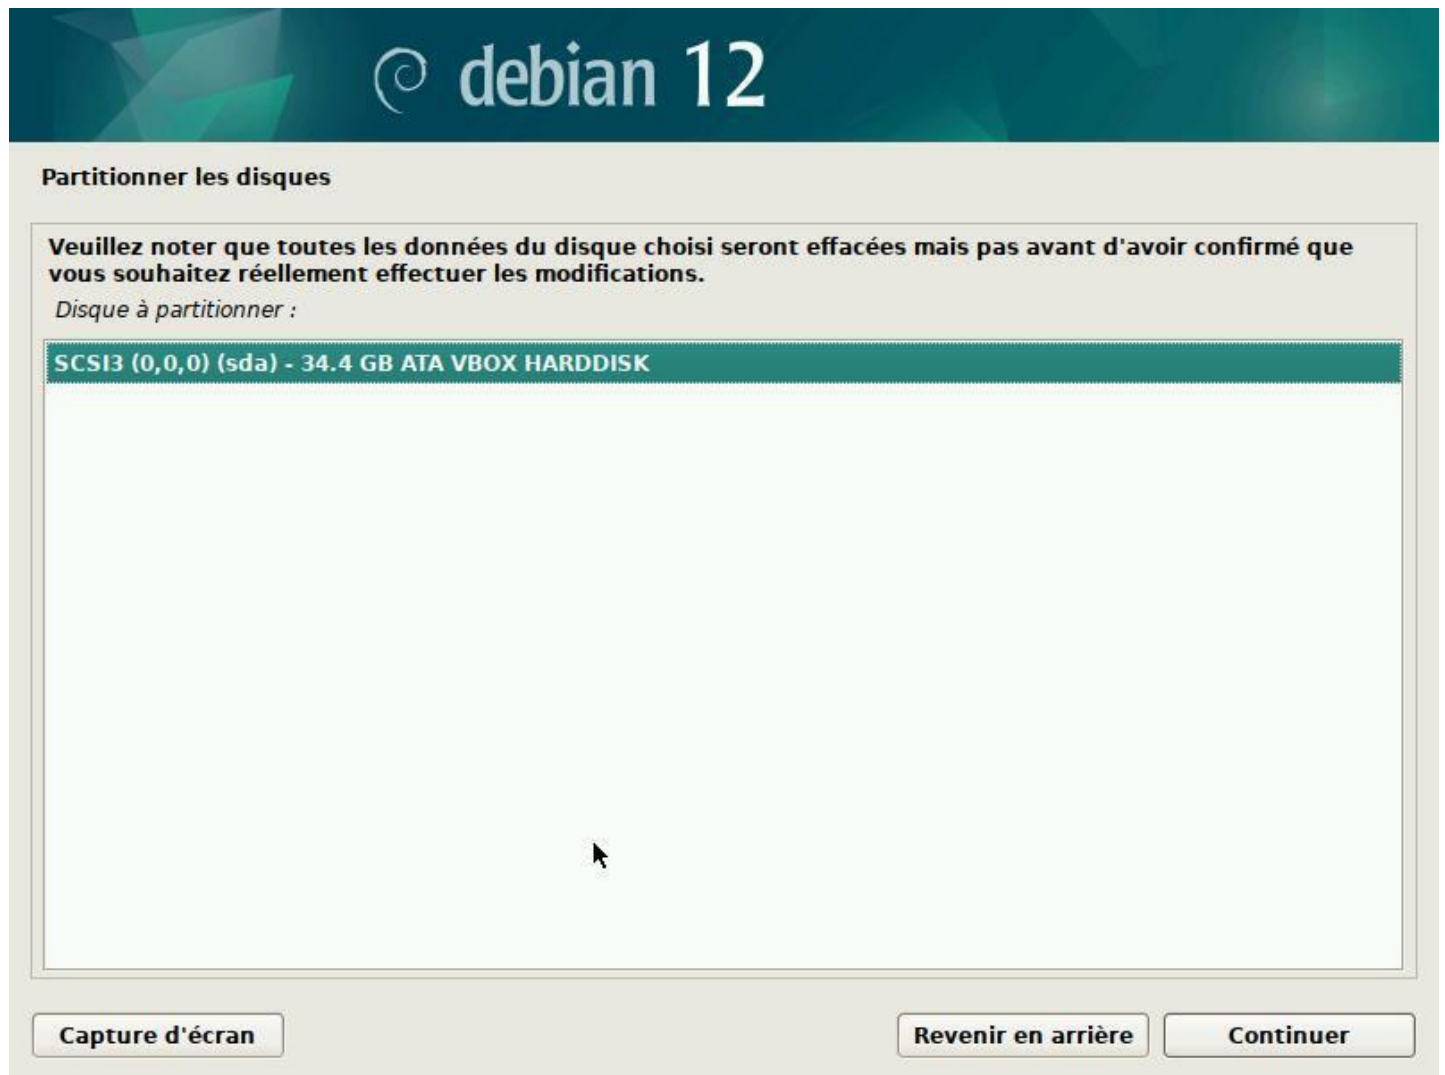 debian 12
Partitionner les disques
Veuillez noter que toutes les données du disque choisi seront effacées mais pas avant d'avoir confirmé que
vous souhaitez réellement effectuer les modifications.
Disque à partitionner :
SCSI3 (0,0,0) (sda) - 34.4 GB ATA VBOX HARDDISK
Capture d'écran
Revenir en arrière
Continuer